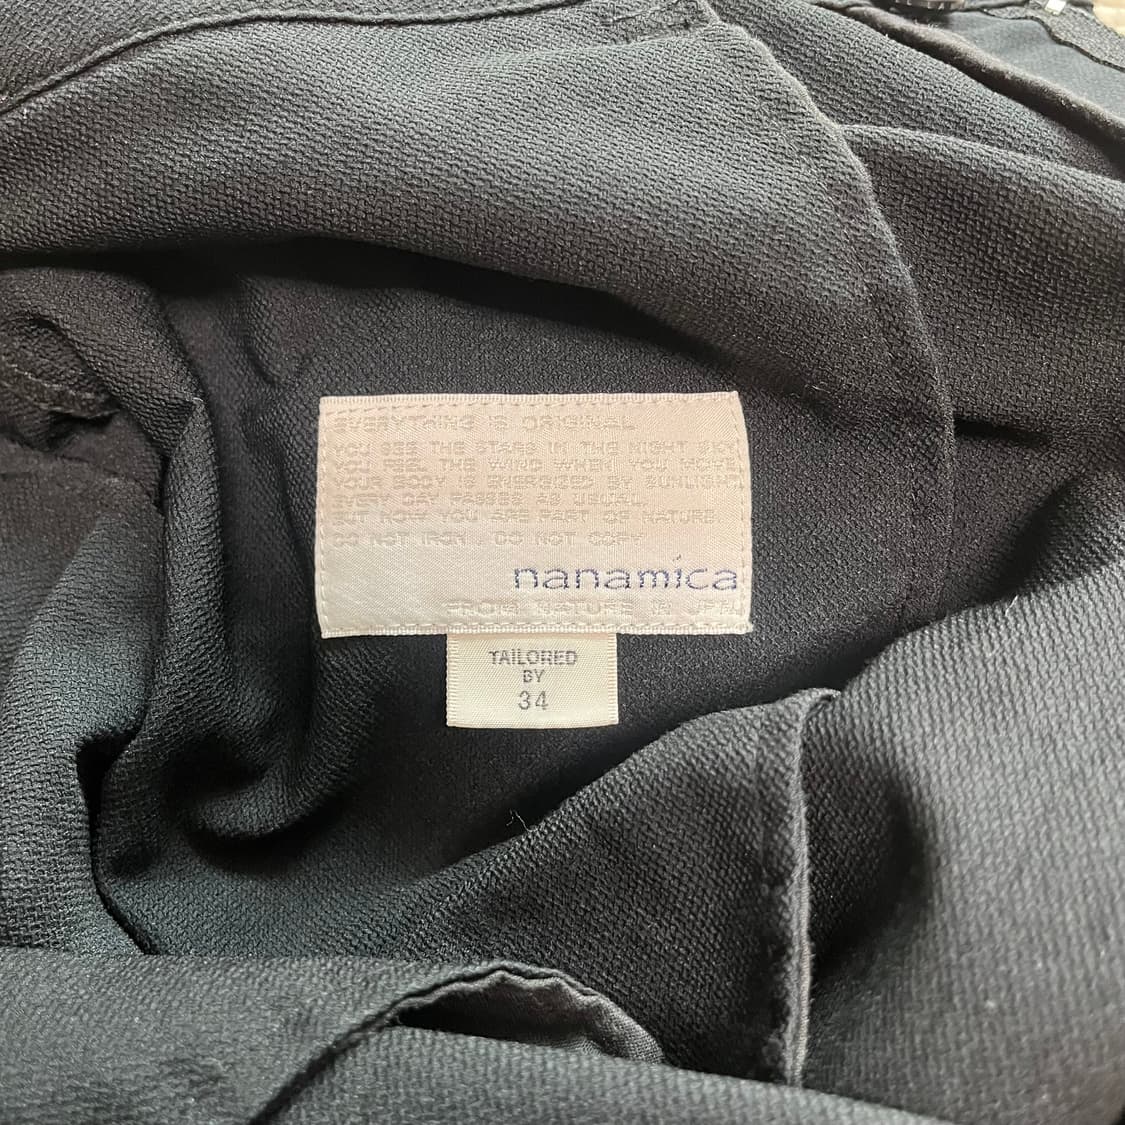 EVERYTHING IS ORIGINAL
YOU SEE THE STARS IN THE NIGHT SKY
YOU FEEL THE WIND WHEN YOU MOVE
YOUR BODY IS ENERGIZED BY SUNLIGHT
EVERY DAY PASSES AS USUAL.
BUT NOW YOU ARE PART OF NATURE.
DO NOT IRON . DO NOT COPY
nanamica
FROM NATURE IN JPN
TAILORED
BY
34